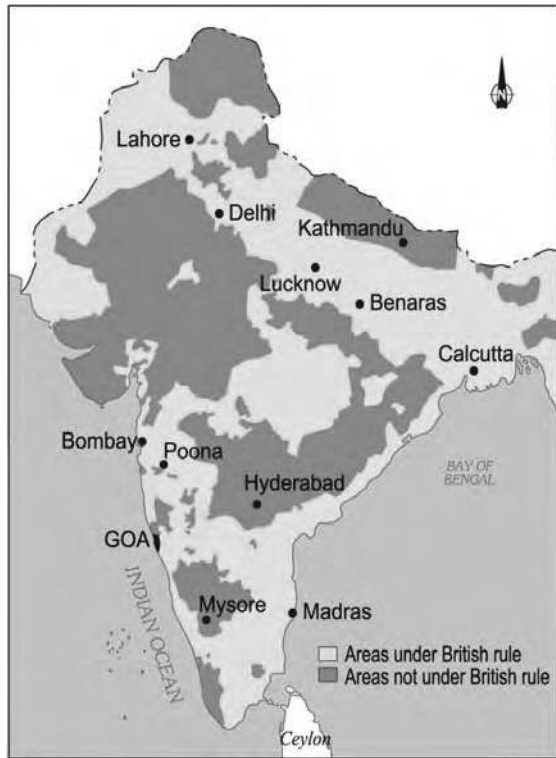 N
Lahore
Delhi
Kathmandu
Lucknow
Benaras
Calcutta
Bombay
Poona
Hyderabad
BAY OF
BENGAL
GOA
INDIAN OCEAN
Mysore
Madras
Areas under British rule
Areas not under British rule
Ceylon